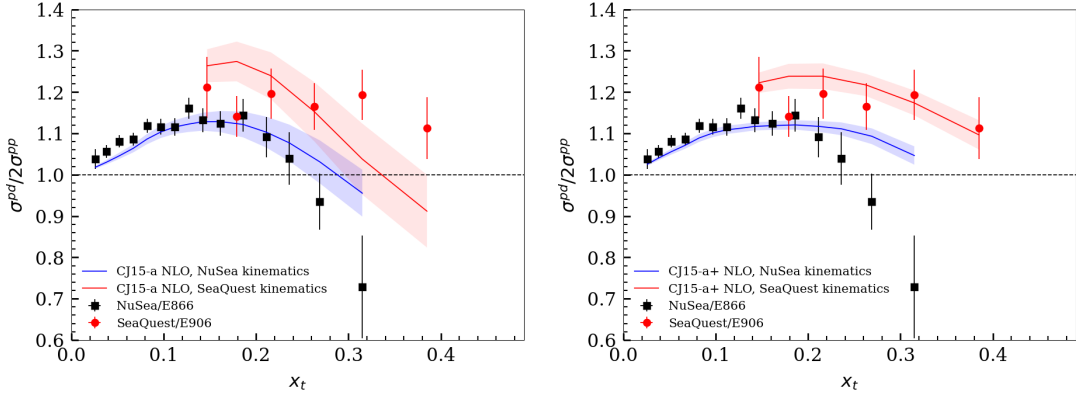 1.4
1.3
1.2
1.1
1.0
0.9
0.8
0.7
0.6
σ^{pd}/2σ^{pp}
CJ15-a NLO, NuSea kinematics
CJ15-a NLO, SeaQuest kinematics
NuSea/E866
SeaQuest/E906
0.0 0.1 0.2 0.3 0.4
x_t
1.4
1.3
1.2
1.1
1.0
0.9
0.8
0.7
0.6
σ^{pd}/2σ^{pp}
CJ15-a+ NLO, NuSea kinematics
CJ15-a+ NLO, SeaQuest kinematics
NuSea/E866
SeaQuest/E906
0.0 0.1 0.2 0.3 0.4
x_t